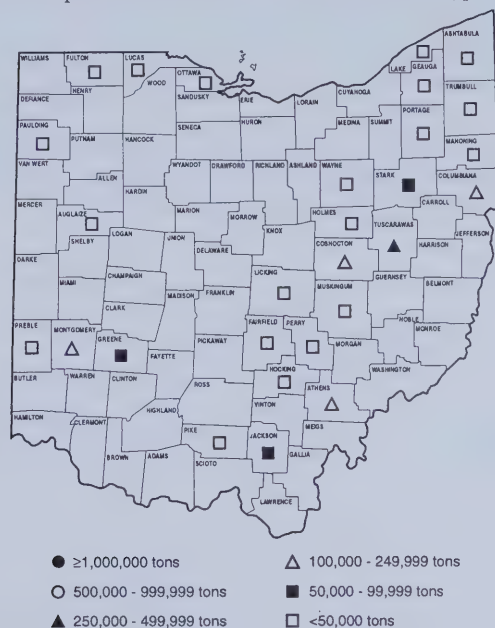 ASHTABULA
WILLIAMS
FULTON
LUCAS
LAKE
GEAUGA
OTTAWA
WOOD
HENRY
SANDUSKY
ERIE
LORAIN
CUYAHOGA
TRUMBULL
DEFIANCE
PORTAGE
PAULDING
PUTNAM
HANCOCK
SENECA
HURON
MEDINA
SUMMIT
MAHONING
VAN WERT
ALLEN
WYANDOT
DRAWFORD
RICHLAND
ASHLAND
WAYNE
STARK
COLUMBIANA
HARDIN
CARROLL
MERCER
AUGLAIZE
MARION
MORROW
HOLMES
TUSCARAWAS
JEFFERSON
SHELBY
LOGAN
UNION
KNOX
COBHOCTON
HARRISON
DARKE
DELAWARE
CHAMPAIGN
LICKING
GUERNSEY
BELMONT
MIAMI
MADISON
FRANKLIN
MUSKINGUM
CLARK
NOBLE
MONROE
PREBLE
MONTGOMERY
GREENE
FAIRFIELD
PERRY
PICKAWAY
MORGAN
FAYETTE
HOCKING
WASHINGTON
BUTLER
WARREN
CLINTON
ROSS
ATHENS
VINTON
HAMILTON
CLERMONT
HIGHLAND
MEIGS
PIKE
JACKSON
BROWN
ADAMS
SCIOTO
GALLIA
LAWRENCE
● ≥1,000,000 tons
○ 500,000 - 999,999 tons
▲ 250,000 - 499,999 tons
△ 100,000 - 249,999 tons
■ 50,000 - 99,999 tons
□ <50,000 tons